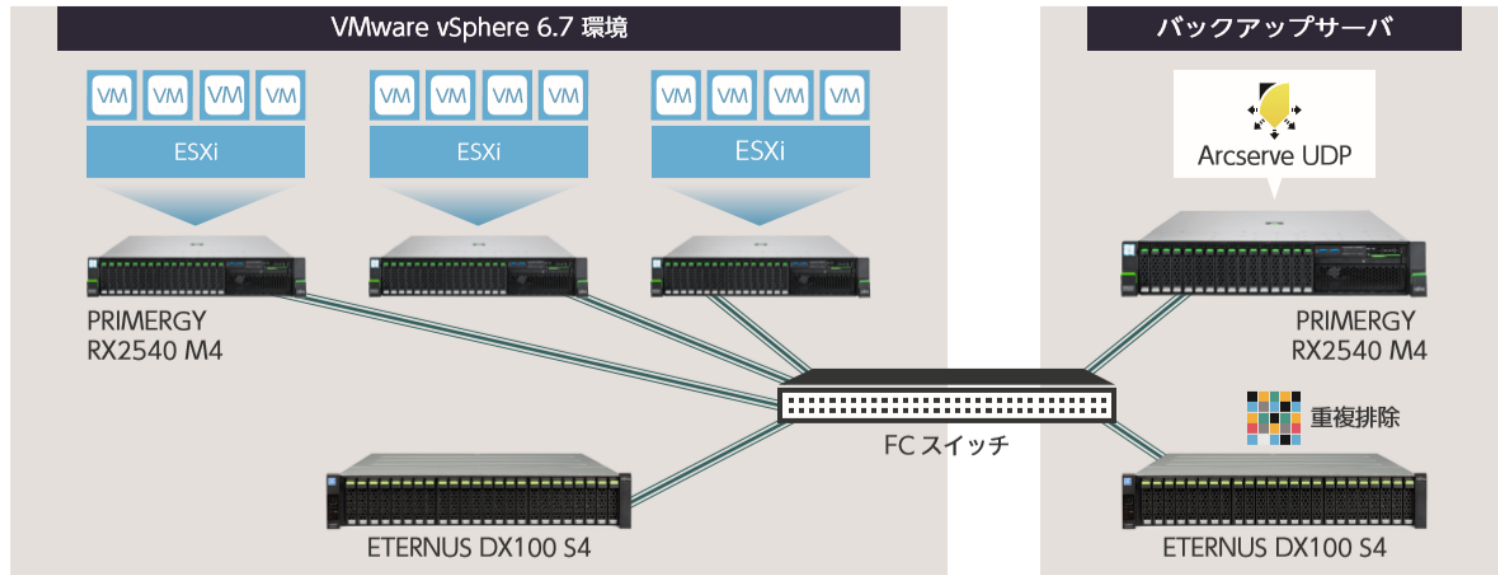 VMware vSphere 6.7 環境
バックアップサーバ
VM VM VM VM
VM VM VM VM
VM VM VM VM
ESXi
ESXi
ESXi
Arcserve UDP
PRIMERGY
RX2540 M4
PRIMERGY
RX2540 M4
重複排除
FC スイッチ
ETERNUS DX100 S4
ETERNUS DX100 S4